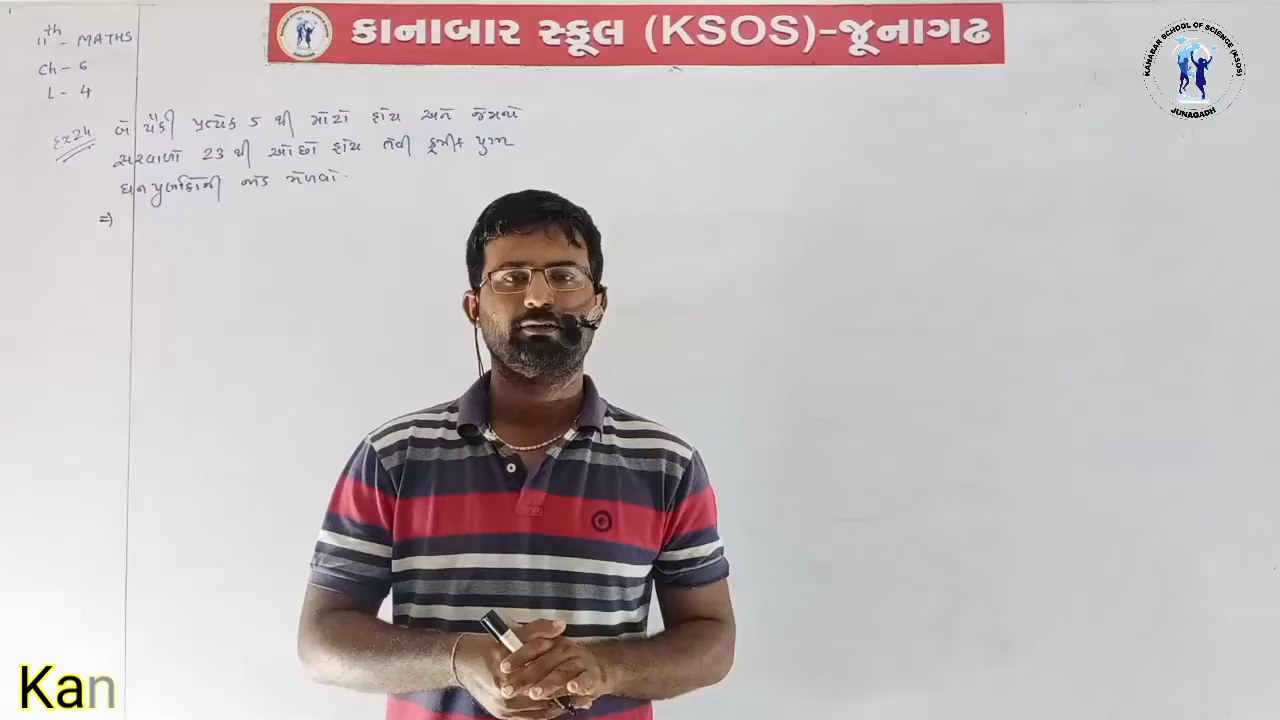 કાનાબાર સ્કૂલ (KSOS)-જૂનાગઢ
KANABAR SCHOOL OF SCIENCE (KSOS)
JUNAGADH
11th - MATHS
Ch - 6
L - 4
Ex24 બે પૈકી પ્રત્યેક 5 થી મોટો હોય અને જેમનો
સરવાળો 23 થી ઓછો હોય તેવી ક્રમિક યુગ્મ
ધન પૂર્ણાંકોની જોડ મેળવો.
⇒
Kan